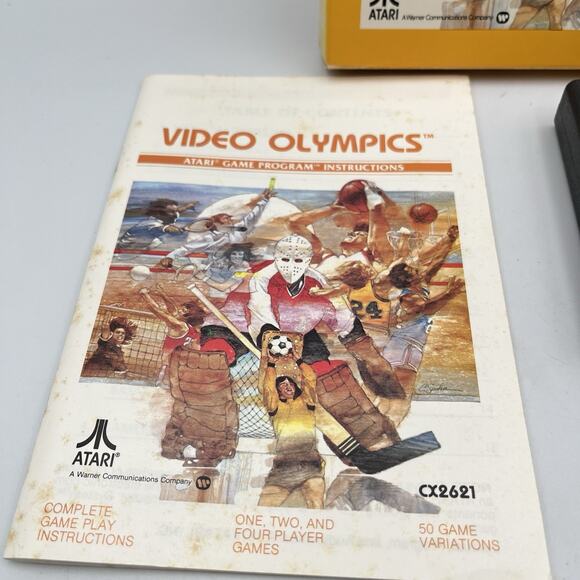 ATARI
A Warner Communications Company
VIDEO OLYMPICS™
ATARI® GAME PROGRAM™ INSTRUCTIONS
24
ATARI®
A Warner Communications Company
CX2621
COMPLETE
GAME PLAY
INSTRUCTIONS
ONE, TWO, AND
FOUR PLAYER
GAMES
50 GAME
VARIATIONS